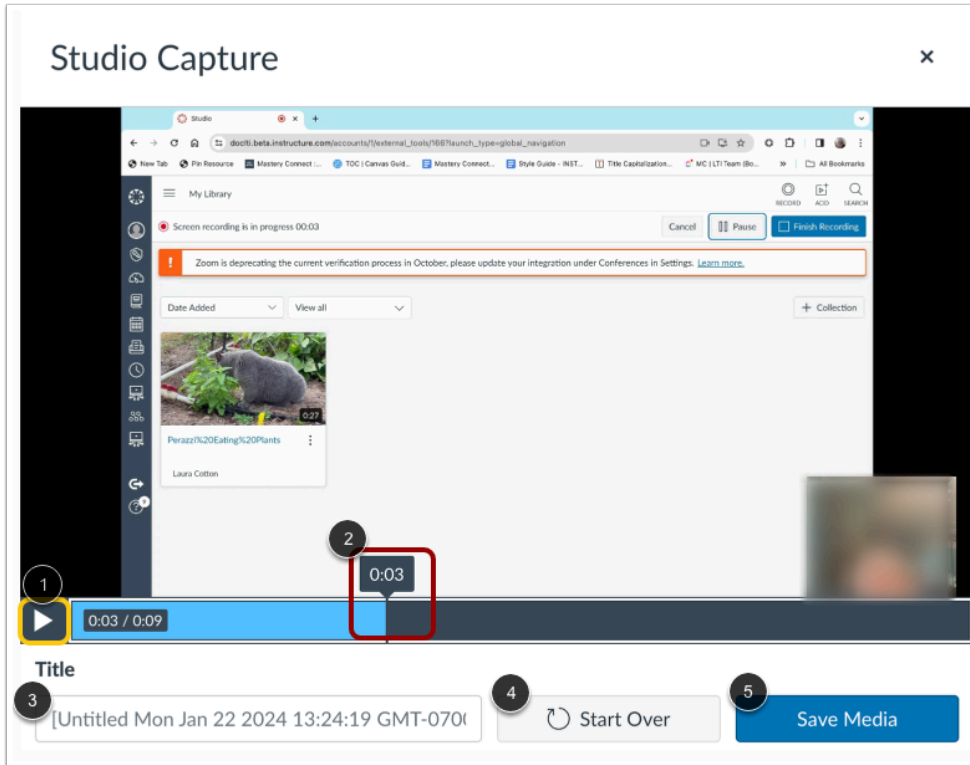 Studio Capture
×
Studio
dociti.beta.instructure.com/accounts/1/external_tools/166?launch_type=global_navigation
New Tab Pin Resource Mastery Connect :... TOC | Canvas Guid... Mastery Connect... Style Guide - INST... Title Capitalization... MC | LTI Team (Bo... » All Bookmarks
My Library
RECORD ADD SEARCH
Screen recording is in progress 00:03 Cancel Pause Finish Recording
! Zoom is deprecating the current verification process in October, please update your integration under Conferences in Settings. Learn more.
Date Added View all + Collection
0:27
Perazzi%20Eating%20Plants
Laura Cotton
2
0:03
1
0:03 / 0:09
Title
3 4 5
[Untitled Mon Jan 22 2024 13:24:19 GMT-070( Start Over Save Media